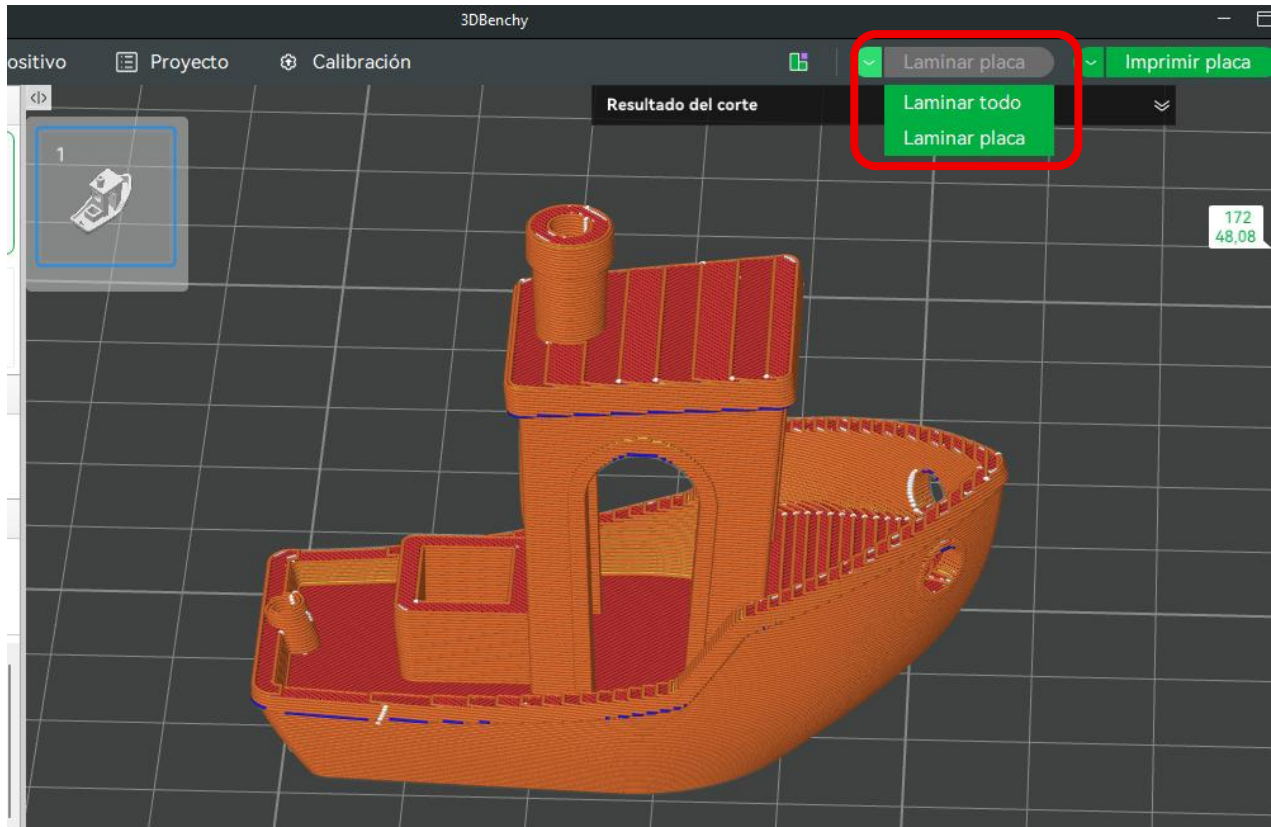 3DBenchy
ositivo
Proyecto
Calibración
Laminar placa
Imprimir placa
Resultado del corte
Laminar todo
Laminar placa
1
172
48,08